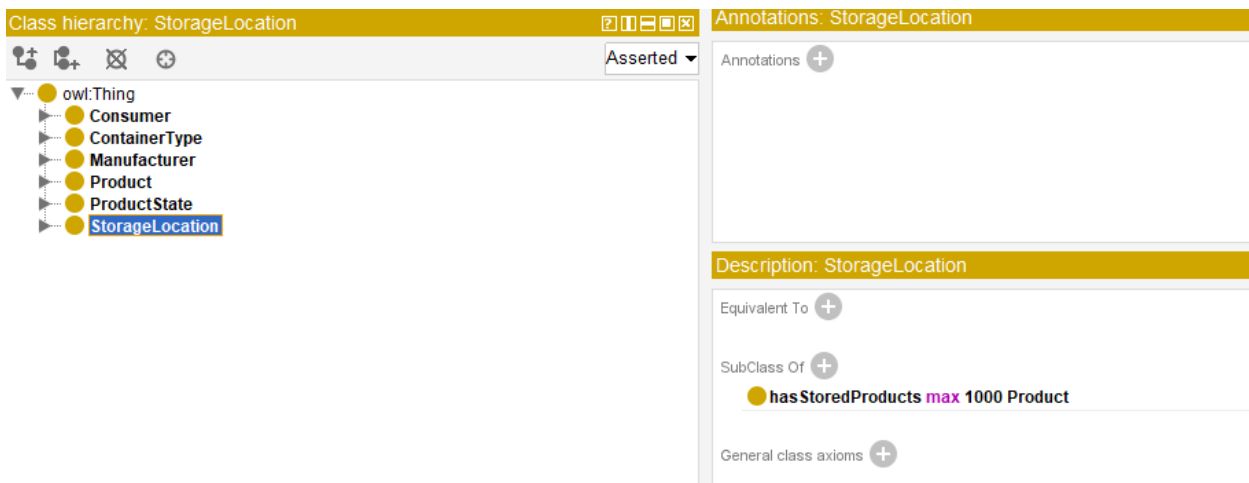 Class hierarchy: StorageLocation
Asserted
owl:Thing
Consumer
ContainerType
Manufacturer
Product
ProductState
StorageLocation
Annotations: StorageLocation
Annotations
Description: StorageLocation
Equivalent To
SubClass Of
hasStoredProducts max 1000 Product
General class axioms